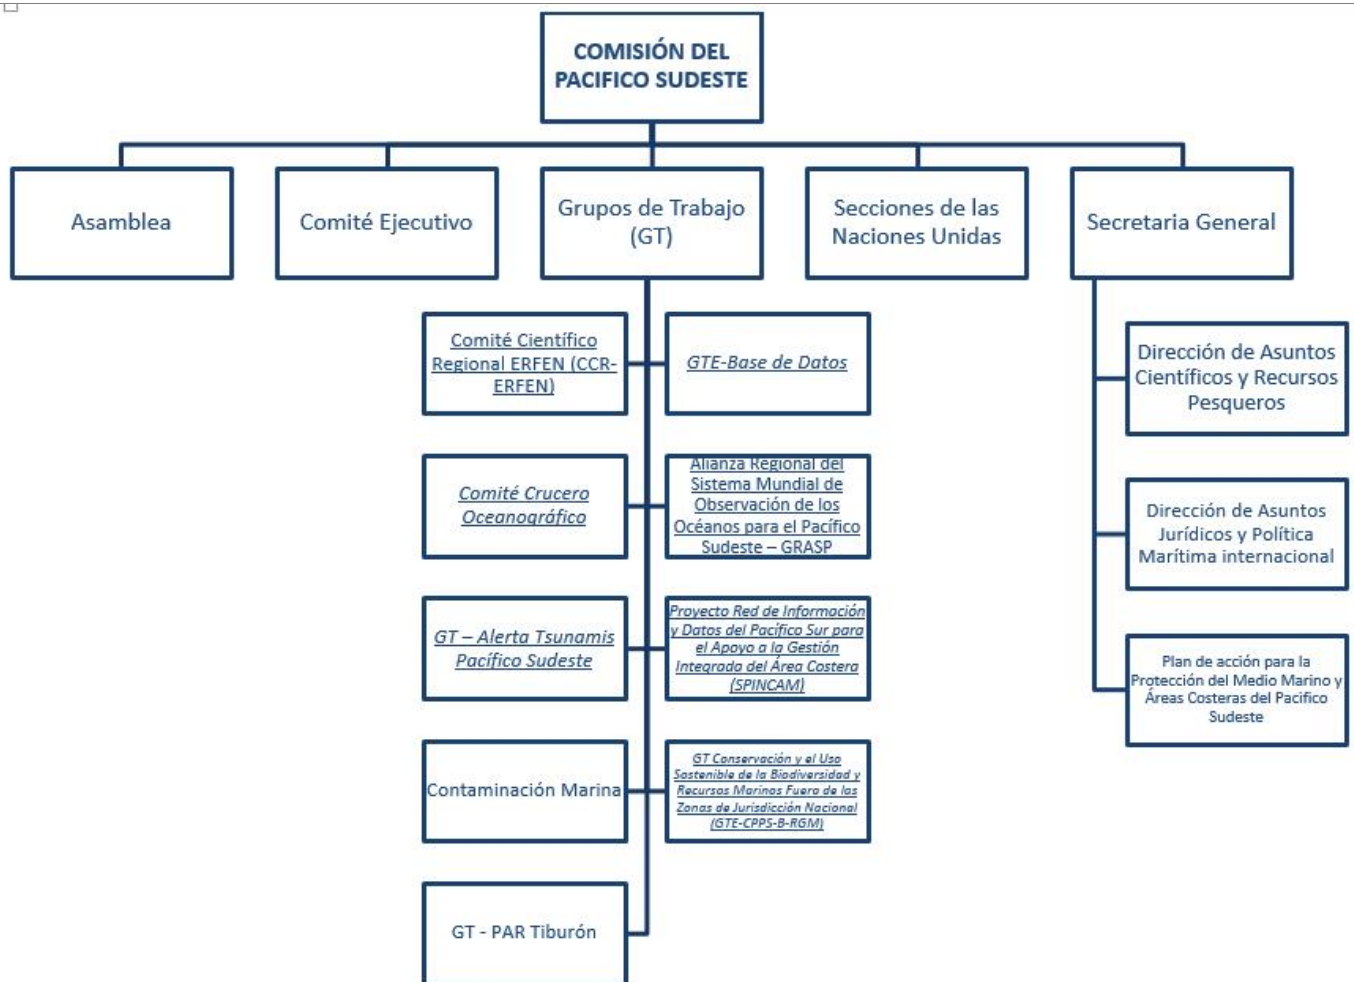 COMISIÓN DEL
PACIFICO SUDESTE
Asamblea
Comité Ejecutivo
Grupos de Trabajo
(GT)
Secciones de las
Naciones Unidas
Secretaria General
Comité Científico
Regional ERFEN (CCR-
ERFEN)
GTE-Base de Datos
Comité Crucero
Oceanográfico
Alianza Regional del
Sistema Mundial de
Observación de los
Océanos para el Pacífico
Sudeste – GRASP
GT – Alerta Tsunamis
Pacífico Sudeste
Proyecto Red de Información
y Datos del Pacífico Sur para
el Apoyo a la Gestión
Integrada del Área Costera
(SPINCAM)
Contaminación Marina
GT Conservación y el Uso
Sostenible de la Biodiversidad y
Recursos Marinos Fuera de las
Zonas de Jurisdicción Nacional
(GTE-CPPS-B-RGM)
GT - PAR Tiburón
Dirección de Asuntos
Científicos y Recursos
Pesqueros
Dirección de Asuntos
Jurídicos y Política
Marítima internacional
Plan de acción para la
Protección del Medio Marino y
Áreas Costeras del Pacifico
Sudeste